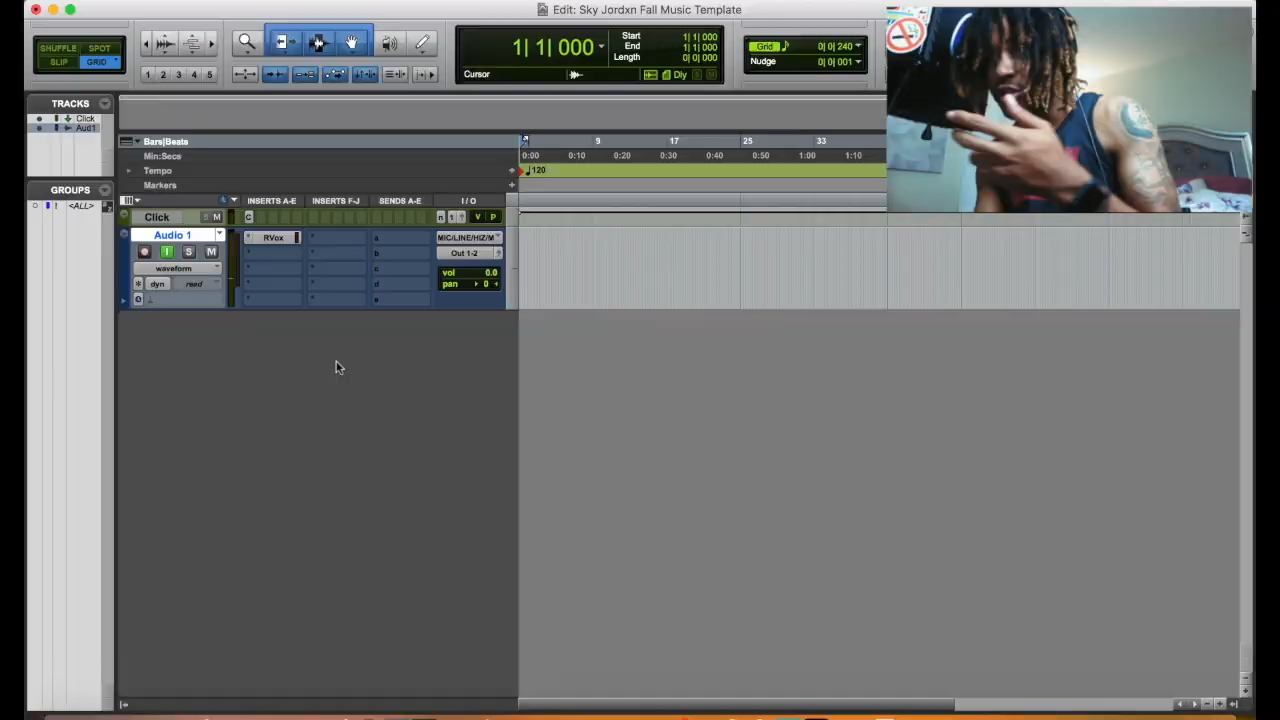 Edit: Sky Jordxn Fall Music Template
SHUFFLE SPOT
SLIP GRID
1 2 3 4 5
1| 1| 000
Start 1| 1| 000
End 1| 1| 000
Length 0| 0| 000
Cursor
Dly
Grid 0| 0| 240
Nudge 0| 0| 001
TRACKS
Click
Aud1
GROUPS
! <ALL>
Bars|Beats 9 17 25 33
Min:Secs 0:00 0:10 0:20 0:30 0:40 0:50 1:00 1:10
Tempo 120
Markers
INSERTS A-E INSERTS F-J SENDS A-E I / O
Click S M C V P
Audio 1 RVox a MIC/LINE/HIZ/M
I S M b Out 1-2
waveform c vol 0.0
dyn read d pan 0
e